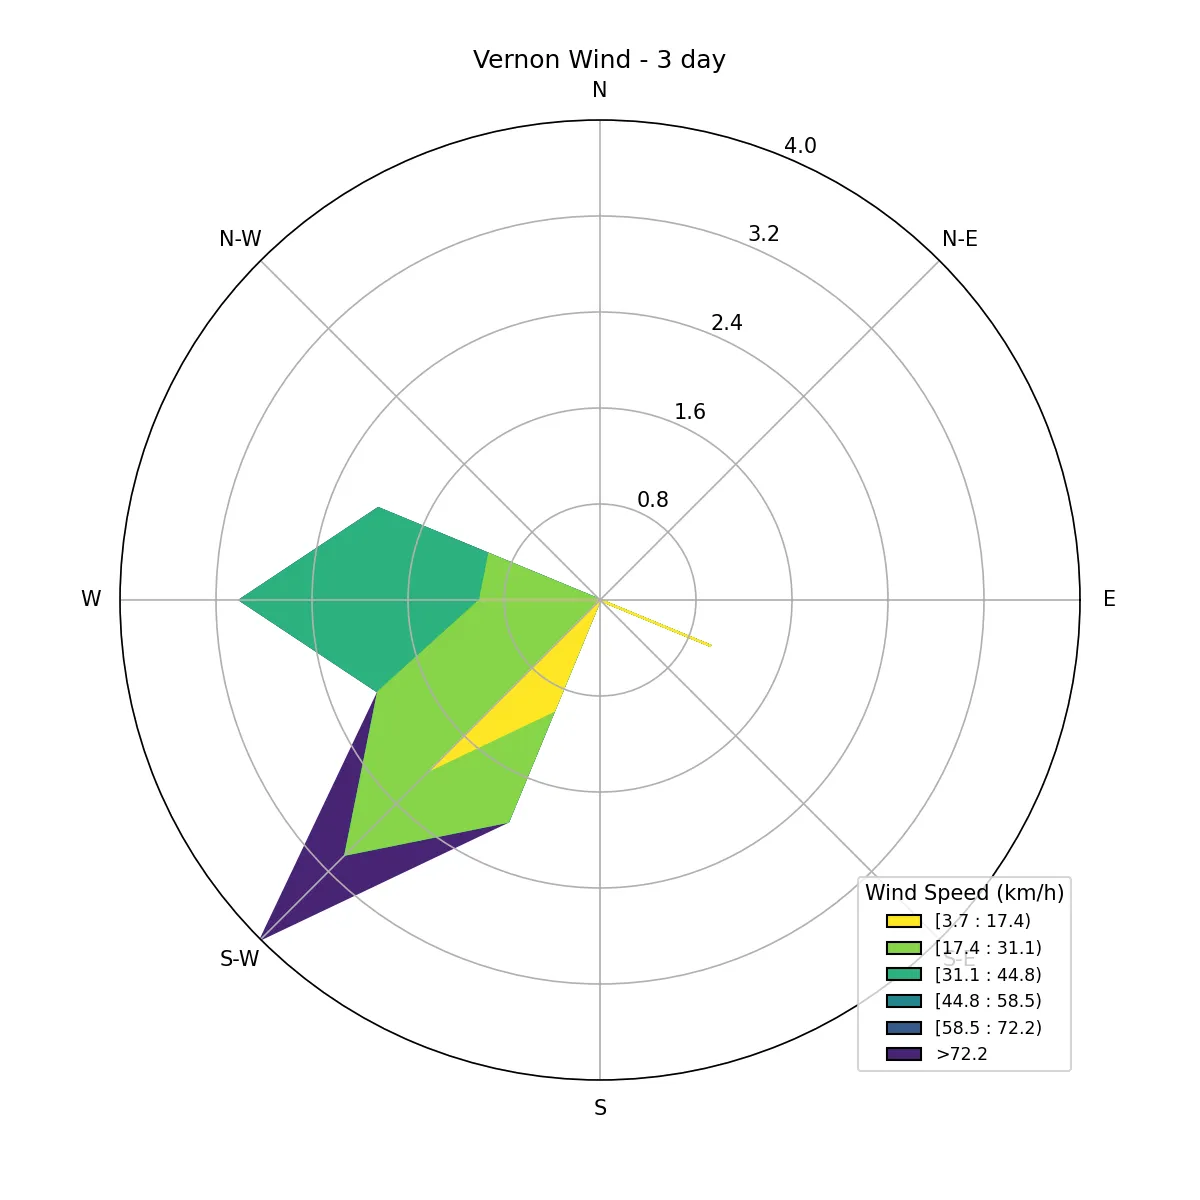 Vernon Wind - 3 day
N
4.0
N-W
N-E
3.2
2.4
1.6
0.8
W
E
Wind Speed (km/h)
[3.7 : 17.4)
[17.4 : 31.1)
S-W
S-E
[31.1 : 44.8)
[44.8 : 58.5)
[58.5 : 72.2)
>72.2
S